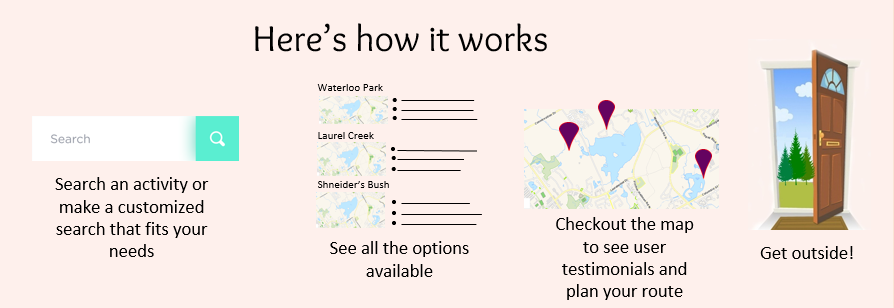 Here's how it works
Search
Search an activity or
make a customized
search that fits your
needs
Waterloo Park
Laurel Creek
Shneider's Bush
See all the options
available
Checkout the map
to see user
testimonials and
plan your route
Get outside!